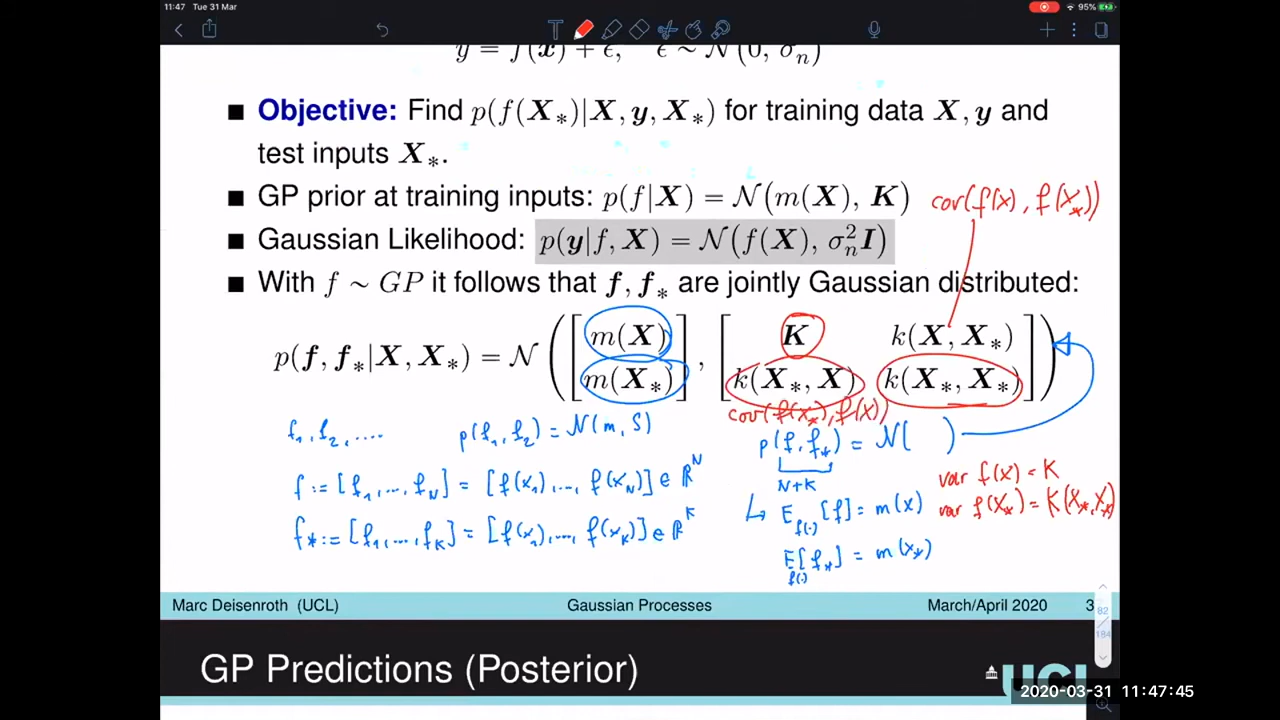 11:47 Tue 31 Mar
95%
y = f(x) + ϵ, ϵ ∼ N(0, σ_n)
■ Objective: Find p(f(X_*)|X, y, X_*) for training data X, y and
test inputs X_*.
■ GP prior at training inputs: p(f|X) = N(m(X), K)
cov(f(x), f(X_*))
■ Gaussian Likelihood: p(y|f, X) = N(f(X), σ_n^2 I)
■ With f ∼ GP it follows that f, f_* are jointly Gaussian distributed:
p(f, f_*|X, X_*) = N([m(X) m(X_*)], [K k(X, X_*) k(X_*, X) k(X_*, X_*)])
cov(f(X_*), f(X))
f_1, f_2, ....
p(f_1, f_2) = N(m, S)
p(f, f_*) = N( )
N+K
f := [f_1, ..., f_N] = [f(x_1), ..., f(x_N)] ∈ ℝ^N
f_* := [f_1, ..., f_K] = [f(x_1), ..., f(x_K)] ∈ ℝ^K
↳ E_f(·)[f] = m(x)
E_f(·)[f_*] = m(x_*)
var f(x) = K
var f(X_*) = K(X_*, X_*)
Marc Deisenroth (UCL)
Gaussian Processes
March/April 2020
3
82
184
GP Predictions (Posterior)
UCL
2020-03-31 11:47:45